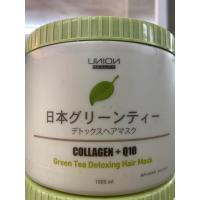 UNION
日本グリーンティー
デトックスヘアマスク
COLLAGEN + Q10
Green Tea Detoxing Hair Mask
1000 ml